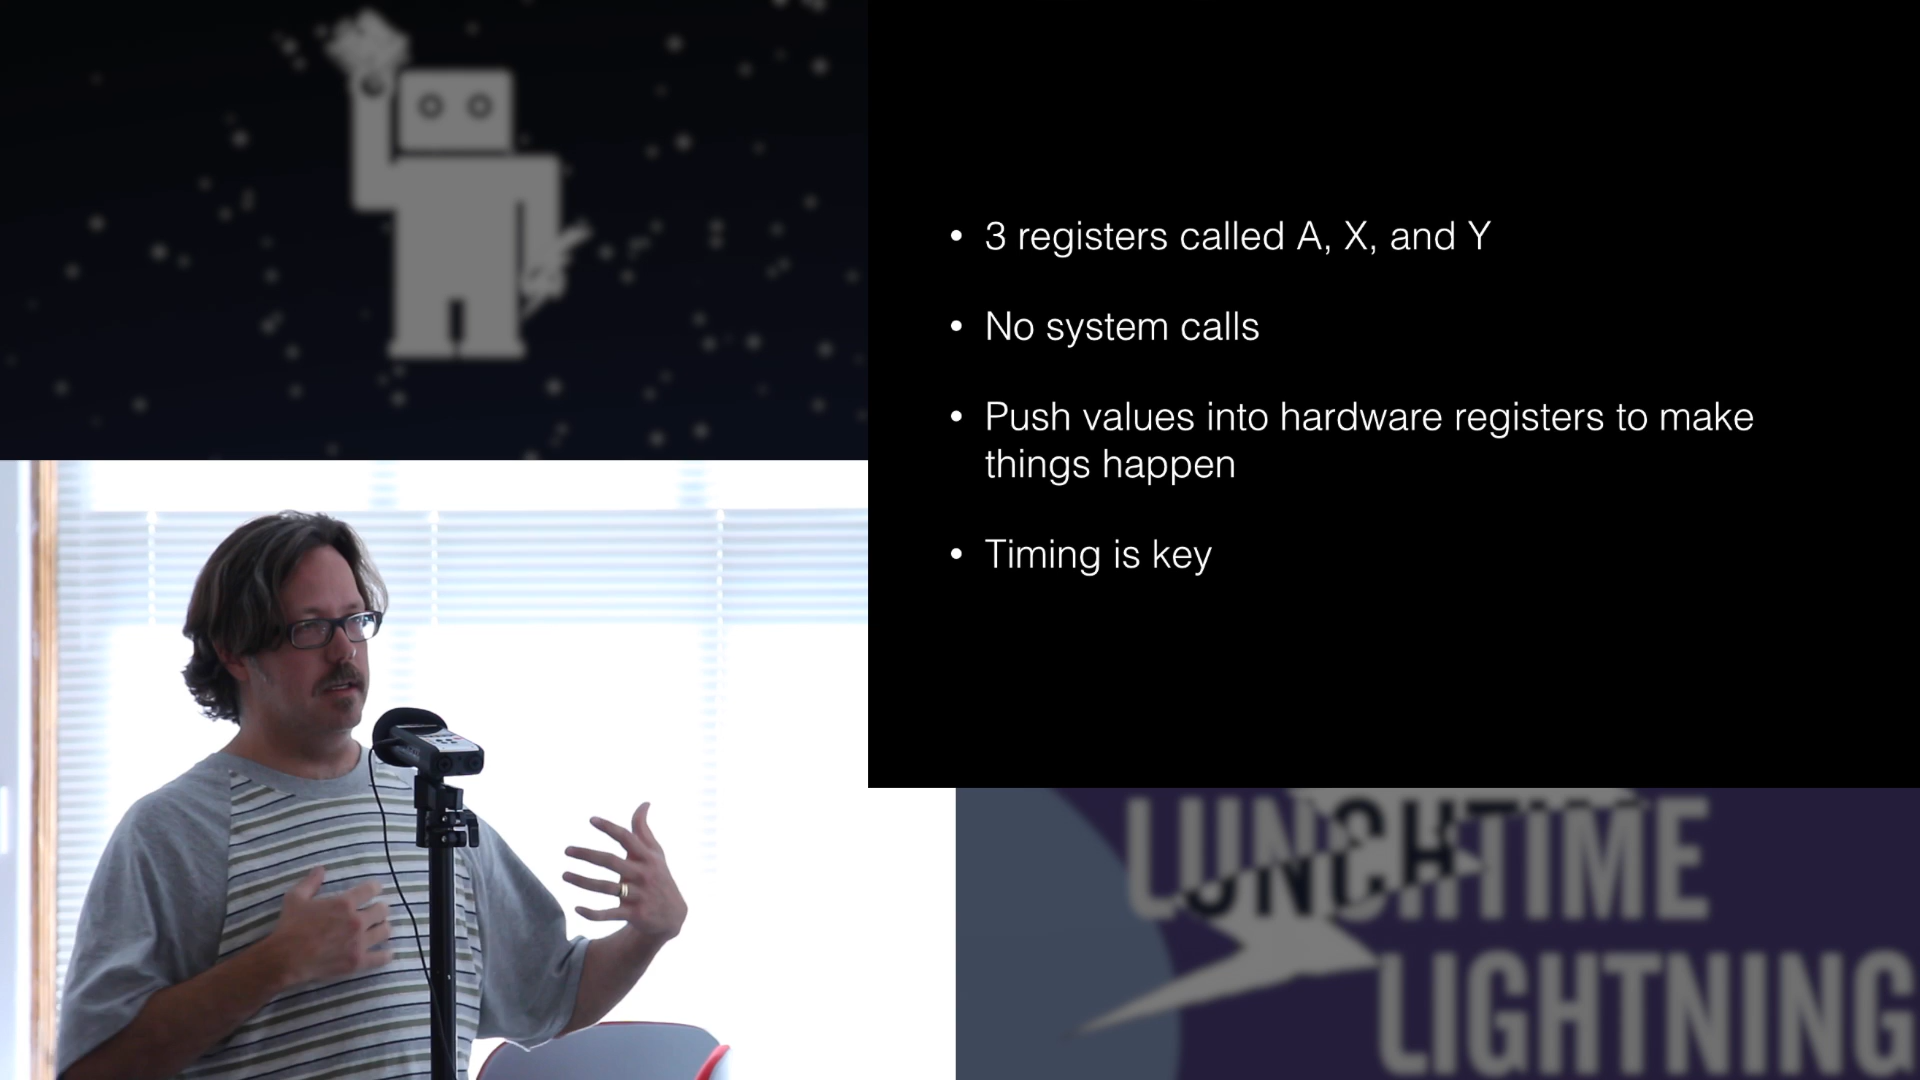 • 3 registers called A, X, and Y
• No system calls
• Push values into hardware registers to make
things happen
• Timing is key
LUNCHTIME
LIGHTNING